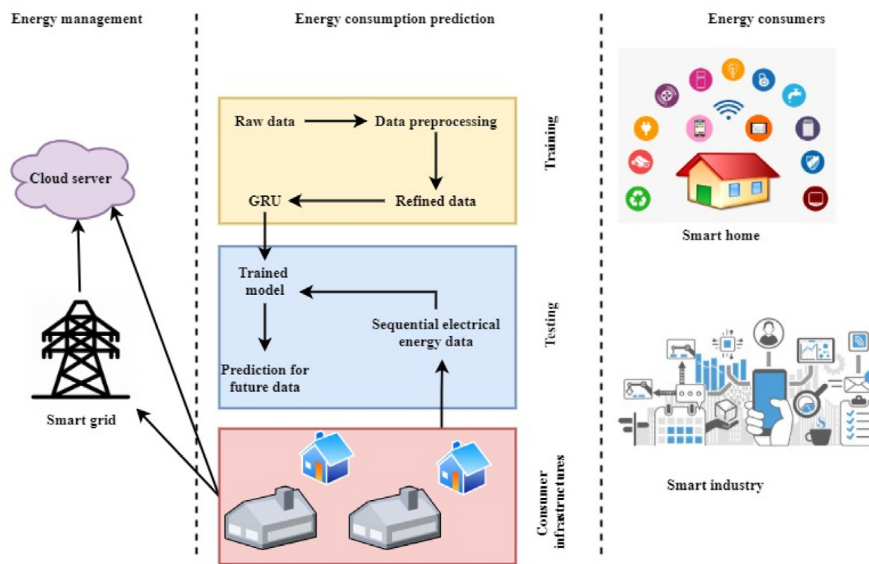 Energy management
Energy consumption prediction
Energy consumers
Raw data
Data preprocessing
Training
Cloud server
GRU
Refined data
Smart home
Trained
model
Sequential electrical
energy data
Testing
Prediction for
future data
Smart grid
Consumer
infrastructures
Smart industry